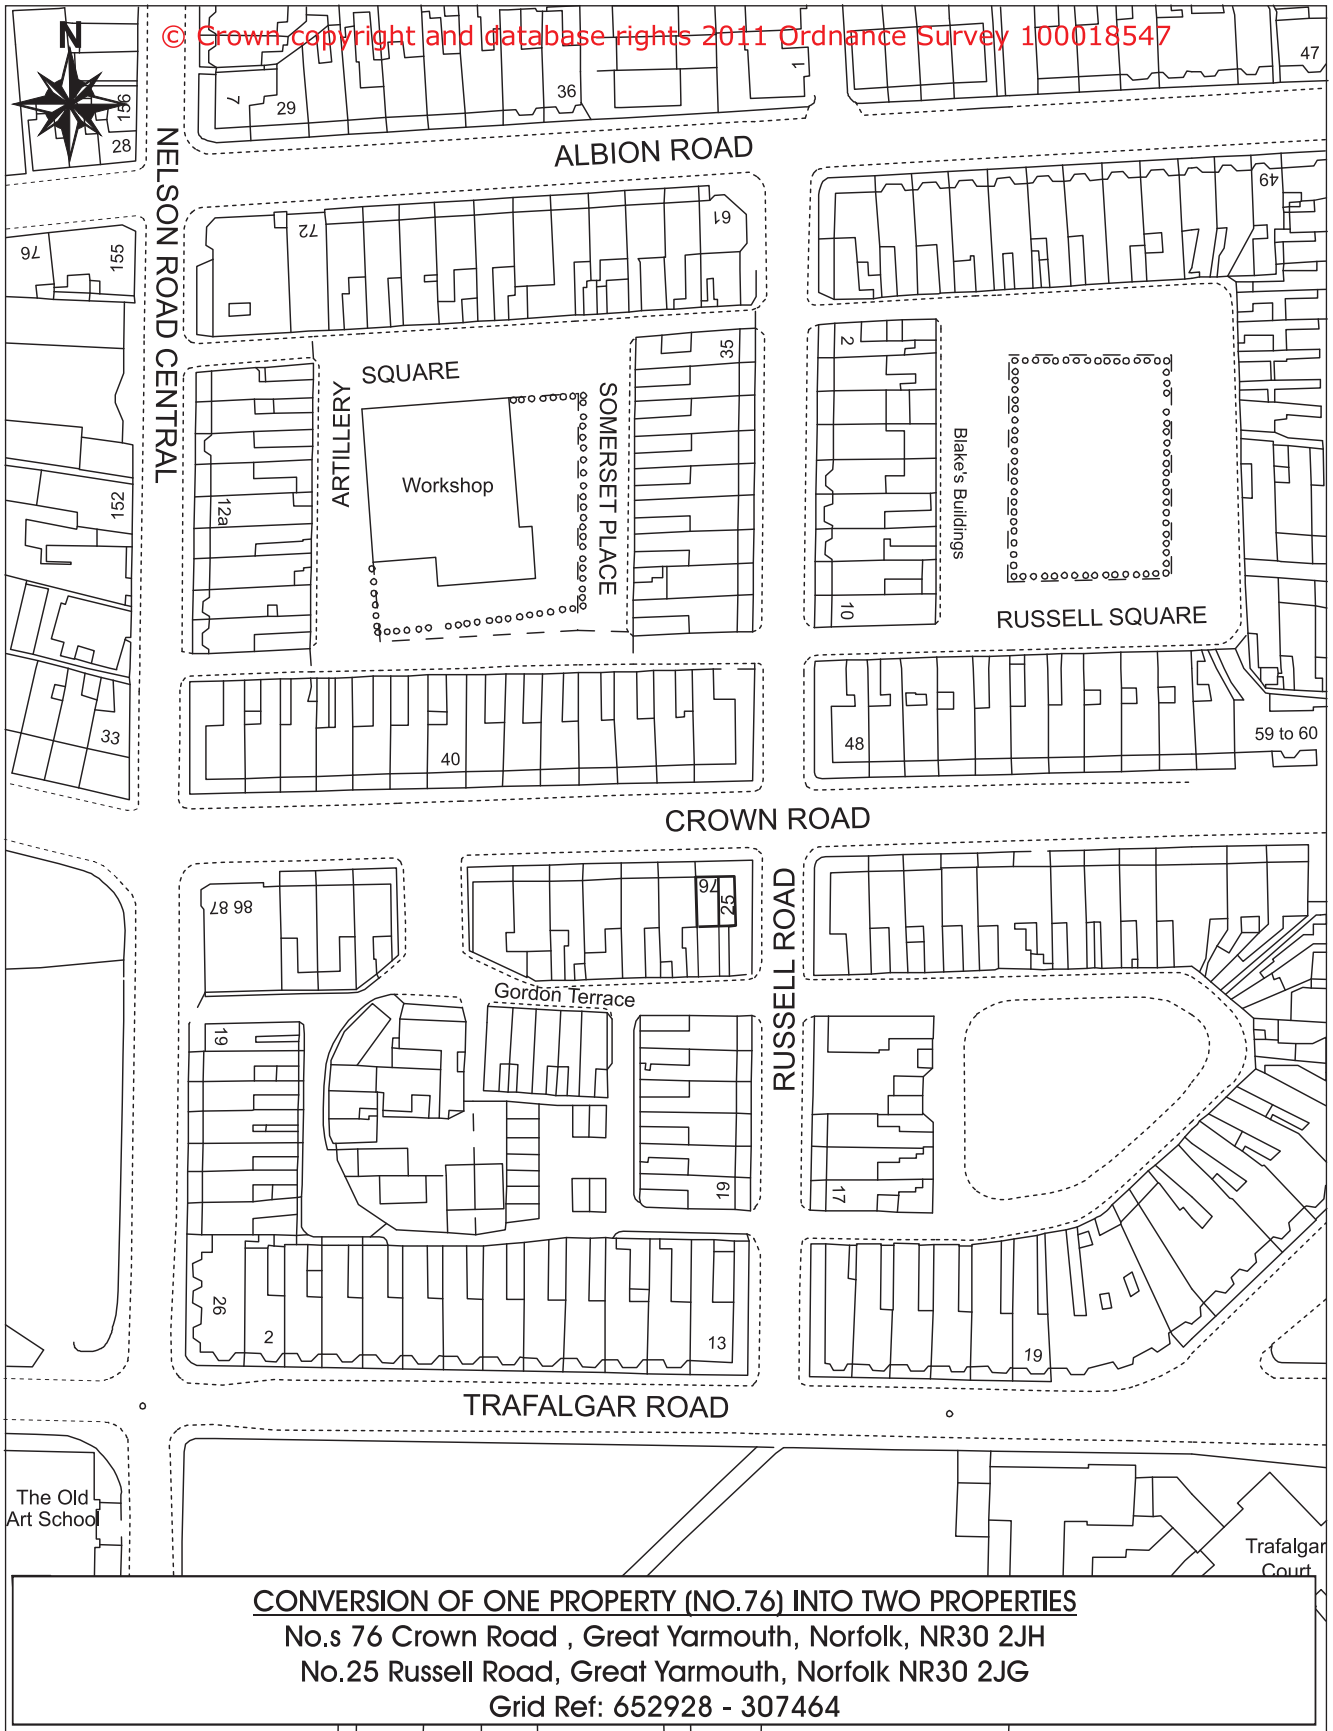 © Crown copyright and database rights 2011 Ordnance Survey 100018547
N
47
1
36
7
29
156
28
ALBION ROAD
NELSON ROAD CENTRAL
49
61
72
76
155
SQUARE
ARTILLERY
SOMERSET PLACE
35
2
Workshop
Blake's Buildings
152
12a
10
RUSSELL SQUARE
33
40
48
59 to 60
CROWN ROAD
RUSSELL ROAD
76
25
86 87
Gordon Terrace
19
19
17
26
2
13
19
TRAFALGAR ROAD
The Old
Art School
Trafalgar
Court
CONVERSION OF ONE PROPERTY (NO.76) INTO TWO PROPERTIES
No.s 76 Crown Road , Great Yarmouth, Norfolk, NR30 2JH
No.25 Russell Road, Great Yarmouth, Norfolk NR30 2JG
Grid Ref: 652928 - 307464